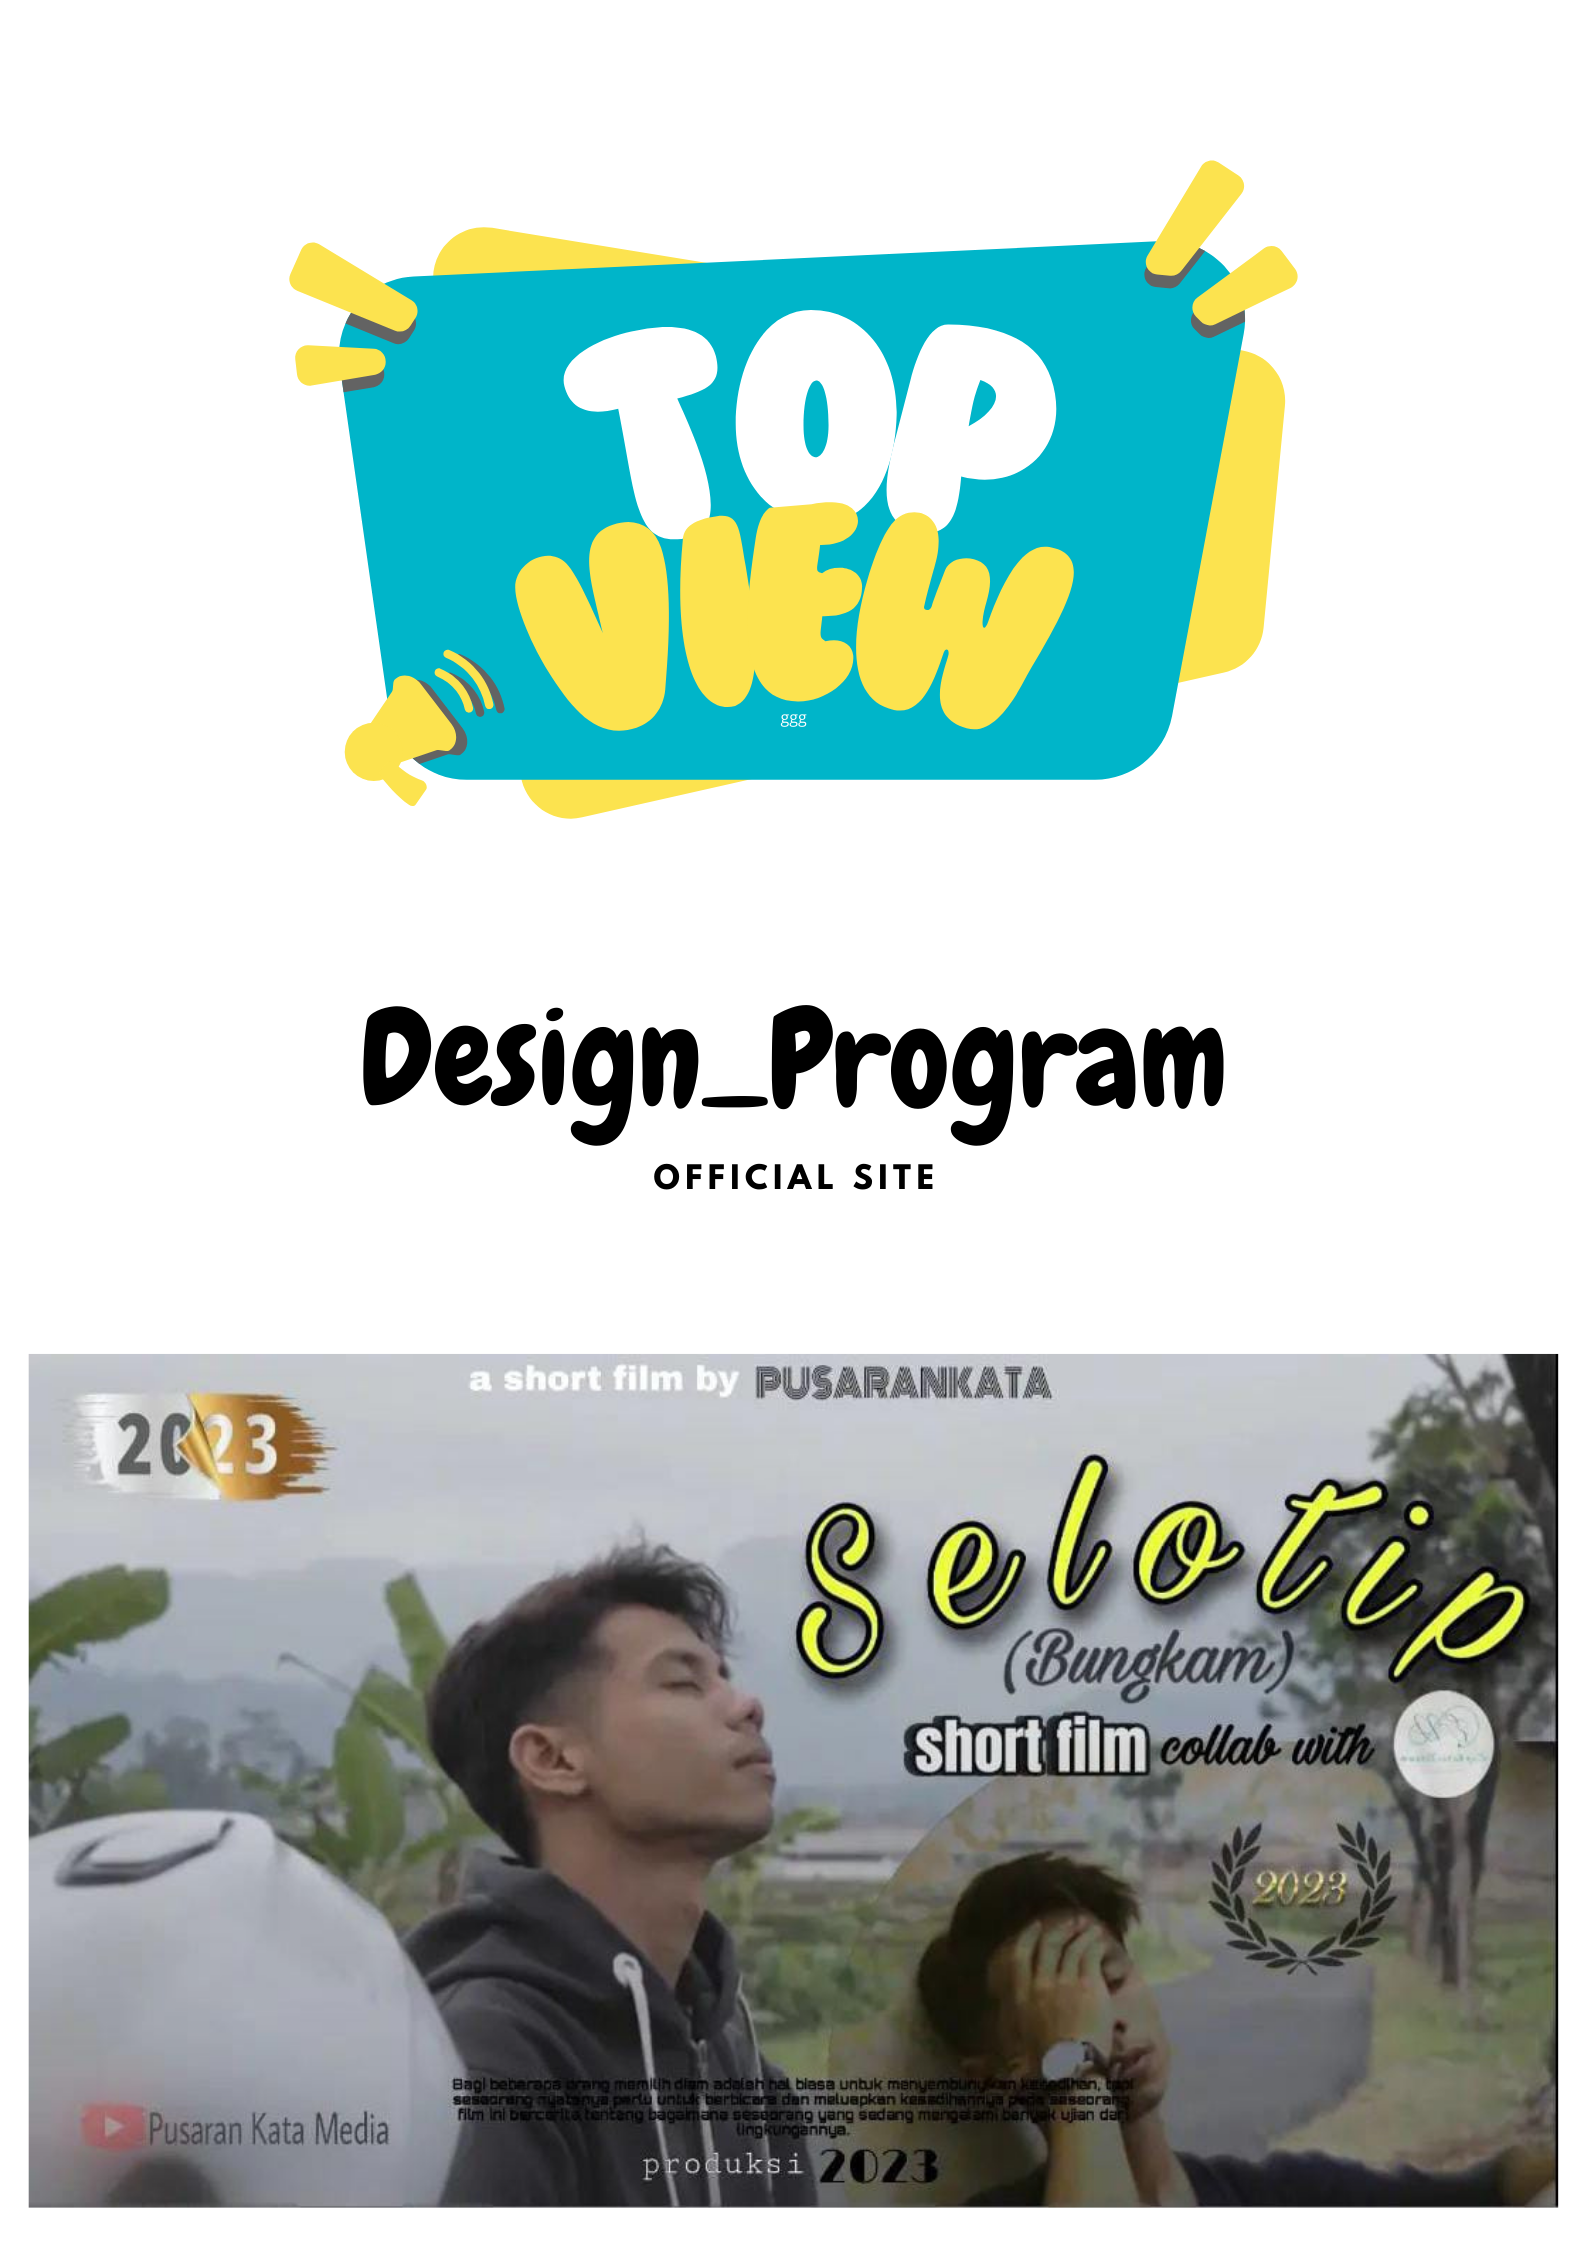 TOP
VIEW
ggg
Design_Program
OFFICIAL SITE
a short film by PUSARANKATA
2023
Selotip
(Bungkam)
short film collab with
2023
Bagi beberapa orang memilih diam adalah hal biasa untuk menyembunyikan kesedihan, tapi
seseorang nyatanya perlu untuk berbicara dan meluapkan kesedihannya pada seseorang
film ini bercerita tentang bagaimana seseorang yang sedang mengalami banyak ujian dari
lingkungannya.
Pusaran Kata Media
produksi 2023